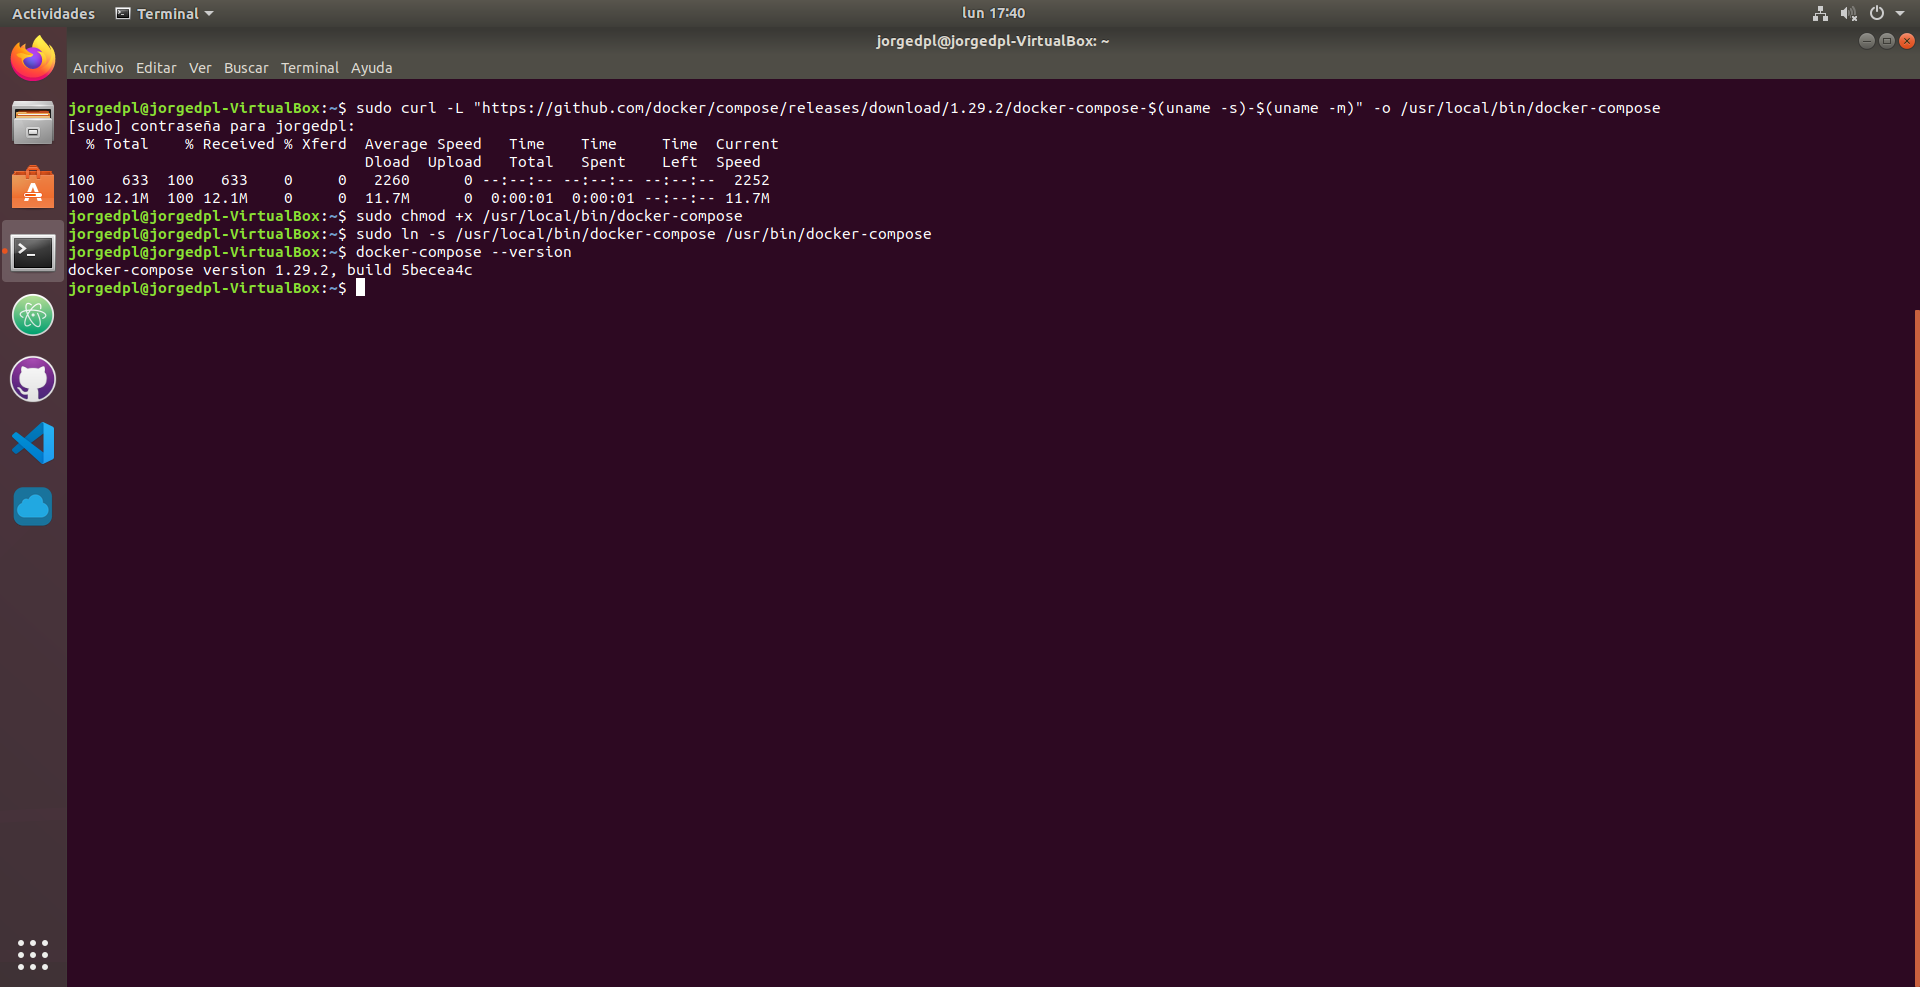 Actividades Terminal lun 17:40
jorgedpl@jorgedpl-VirtualBox: ~
Archivo Editar Ver Buscar Terminal Ayuda
jorgedpl@jorgedpl-VirtualBox:~$ sudo curl -L "https://github.com/docker/compose/releases/download/1.29.2/docker-compose-$(uname -s)-$(uname -m)" -o /usr/local/bin/docker-compose
[sudo] contraseña para jorgedpl:
  % Total    % Received % Xferd  Average Speed   Time    Time     Time  Current
                                 Dload  Upload   Total   Spent    Left  Speed
100   633  100   633    0     0   2260      0 --:--:-- --:--:-- --:--:--  2252
100 12.1M  100 12.1M    0     0  11.7M      0  0:00:01  0:00:01 --:--:-- 11.7M
jorgedpl@jorgedpl-VirtualBox:~$ sudo chmod +x /usr/local/bin/docker-compose
jorgedpl@jorgedpl-VirtualBox:~$ sudo ln -s /usr/local/bin/docker-compose /usr/bin/docker-compose
jorgedpl@jorgedpl-VirtualBox:~$ docker-compose --version
docker-compose version 1.29.2, build 5becea4c
jorgedpl@jorgedpl-VirtualBox:~$